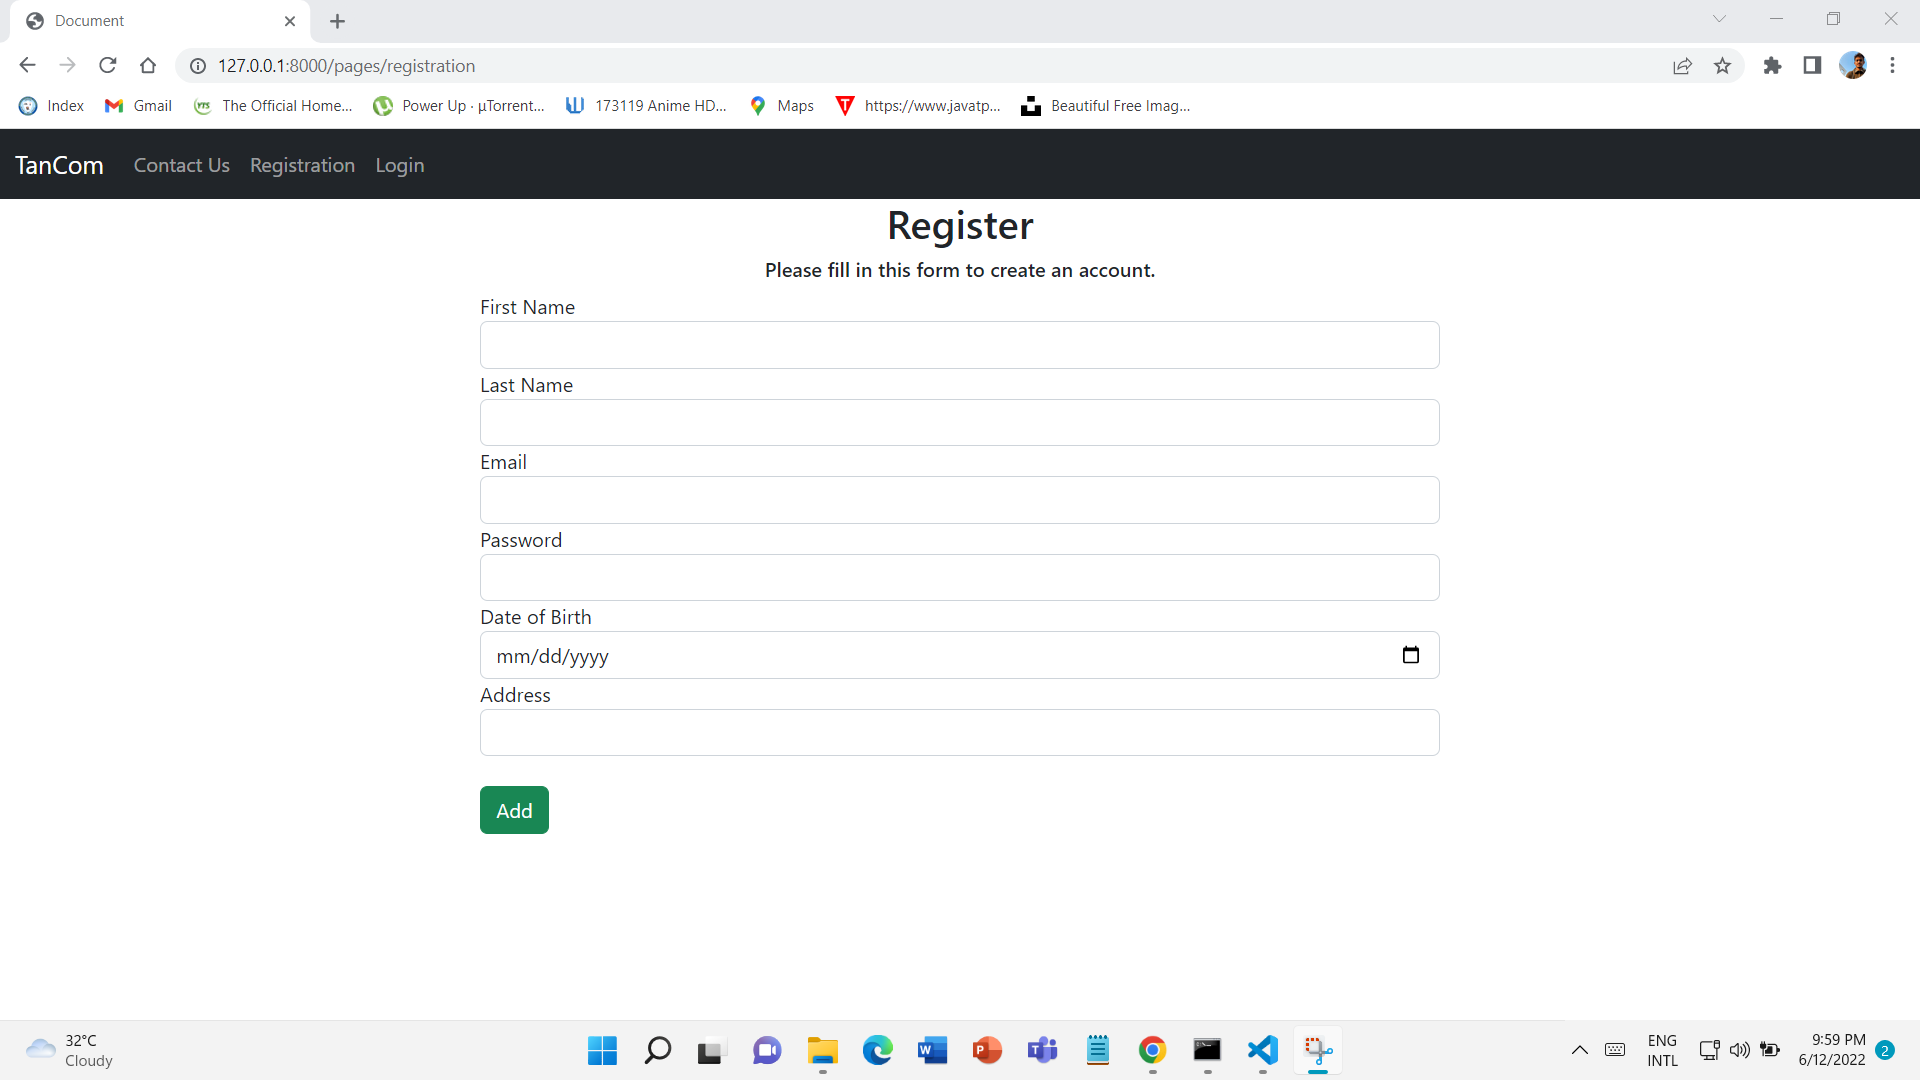 Document
127.0.0.1:8000/pages/registration
Index Gmail The Official Home... Power Up · µTorrent... 173119 Anime HD... Maps https://www.javatp... Beautiful Free Imag...
TanCom Contact Us Registration Login
Register
Please fill in this form to create an account.
First Name
Last Name
Email
Password
Date of Birth
mm/dd/yyyy
Address
Add
32°C
Cloudy
ENG
INTL
9:59 PM
6/12/2022
2